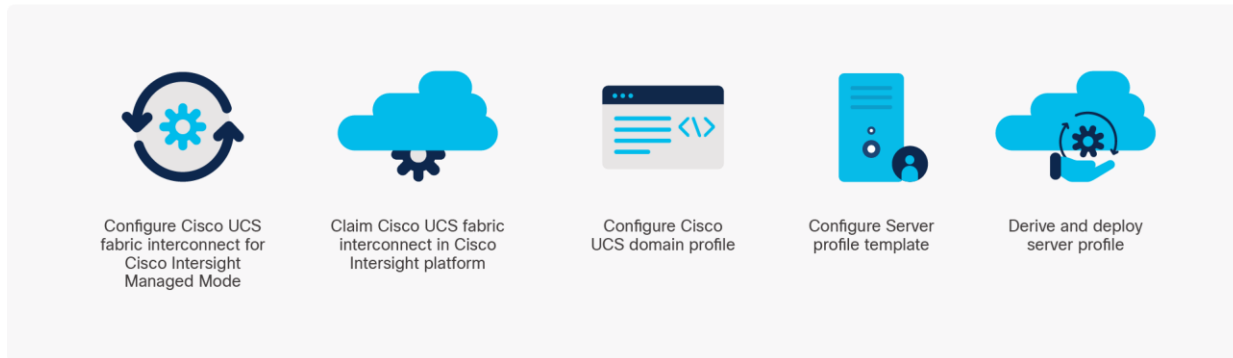 Configure Cisco UCS
fabric interconnect for
Cisco Intersight
Managed Mode
Claim Cisco UCS fabric
interconnect in Cisco
Intersight platform
Configure Cisco
UCS domain profile
Configure Server
profile template
Derive and deploy
server profile